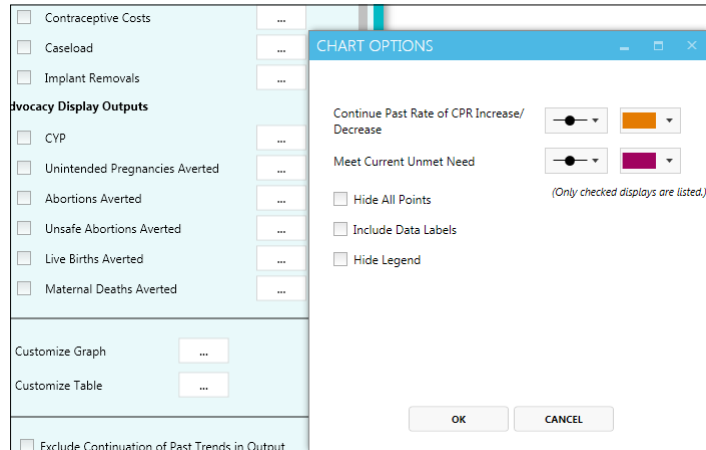 Contraceptive Costs
...
Caseload
...
Implant Removals
...
dvocacy Display Outputs
CYP
...
Unintended Pregnancies Averted
...
Abortions Averted
...
Unsafe Abortions Averted
...
Live Births Averted
...
Maternal Deaths Averted
...
Customize Graph
...
Customize Table
...
Exclude Continuation of Past Trends in Output
CHART OPTIONS
Continue Past Rate of CPR Increase/
Decrease
Meet Current Unmet Need
(Only checked displays are listed.)
Hide All Points
Include Data Labels
Hide Legend
OK
CANCEL